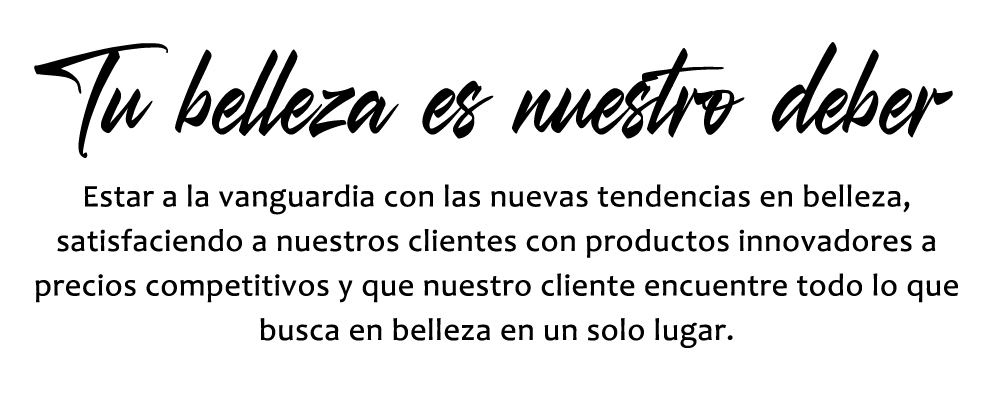 Tu belleza es nuestro deber
Estar a la vanguardia con las nuevas tendencias en belleza,
satisfaciendo a nuestros clientes con productos innovadores a
precios competitivos y que nuestro cliente encuentre todo lo que
busca en belleza en un solo lugar.